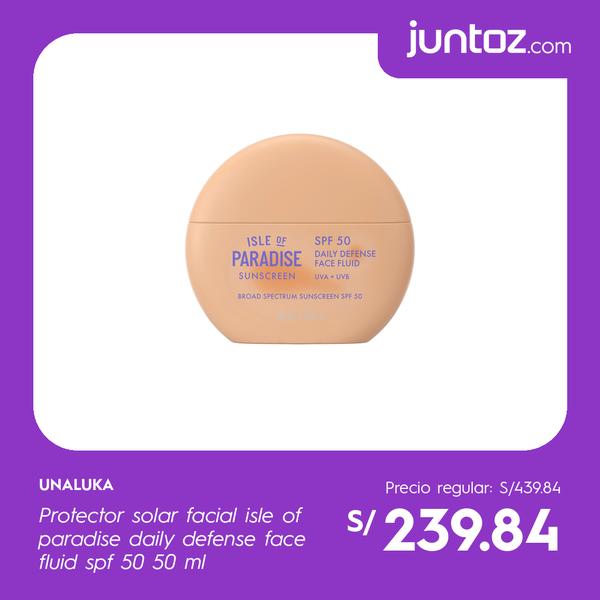 juntoz.com
ISLE OF
PARADISE
SUNSCREEN
SPF 50
DAILY DEFENSE
FACE FLUID
UVA + UVB
BROAD SPECTRUM SUNSCREEN SPF 50
UNALUKA
Protector solar facial isle of
paradise daily defense face
fluid spf 50 50 ml
Precio regular: S/439.84
S/ 239.84